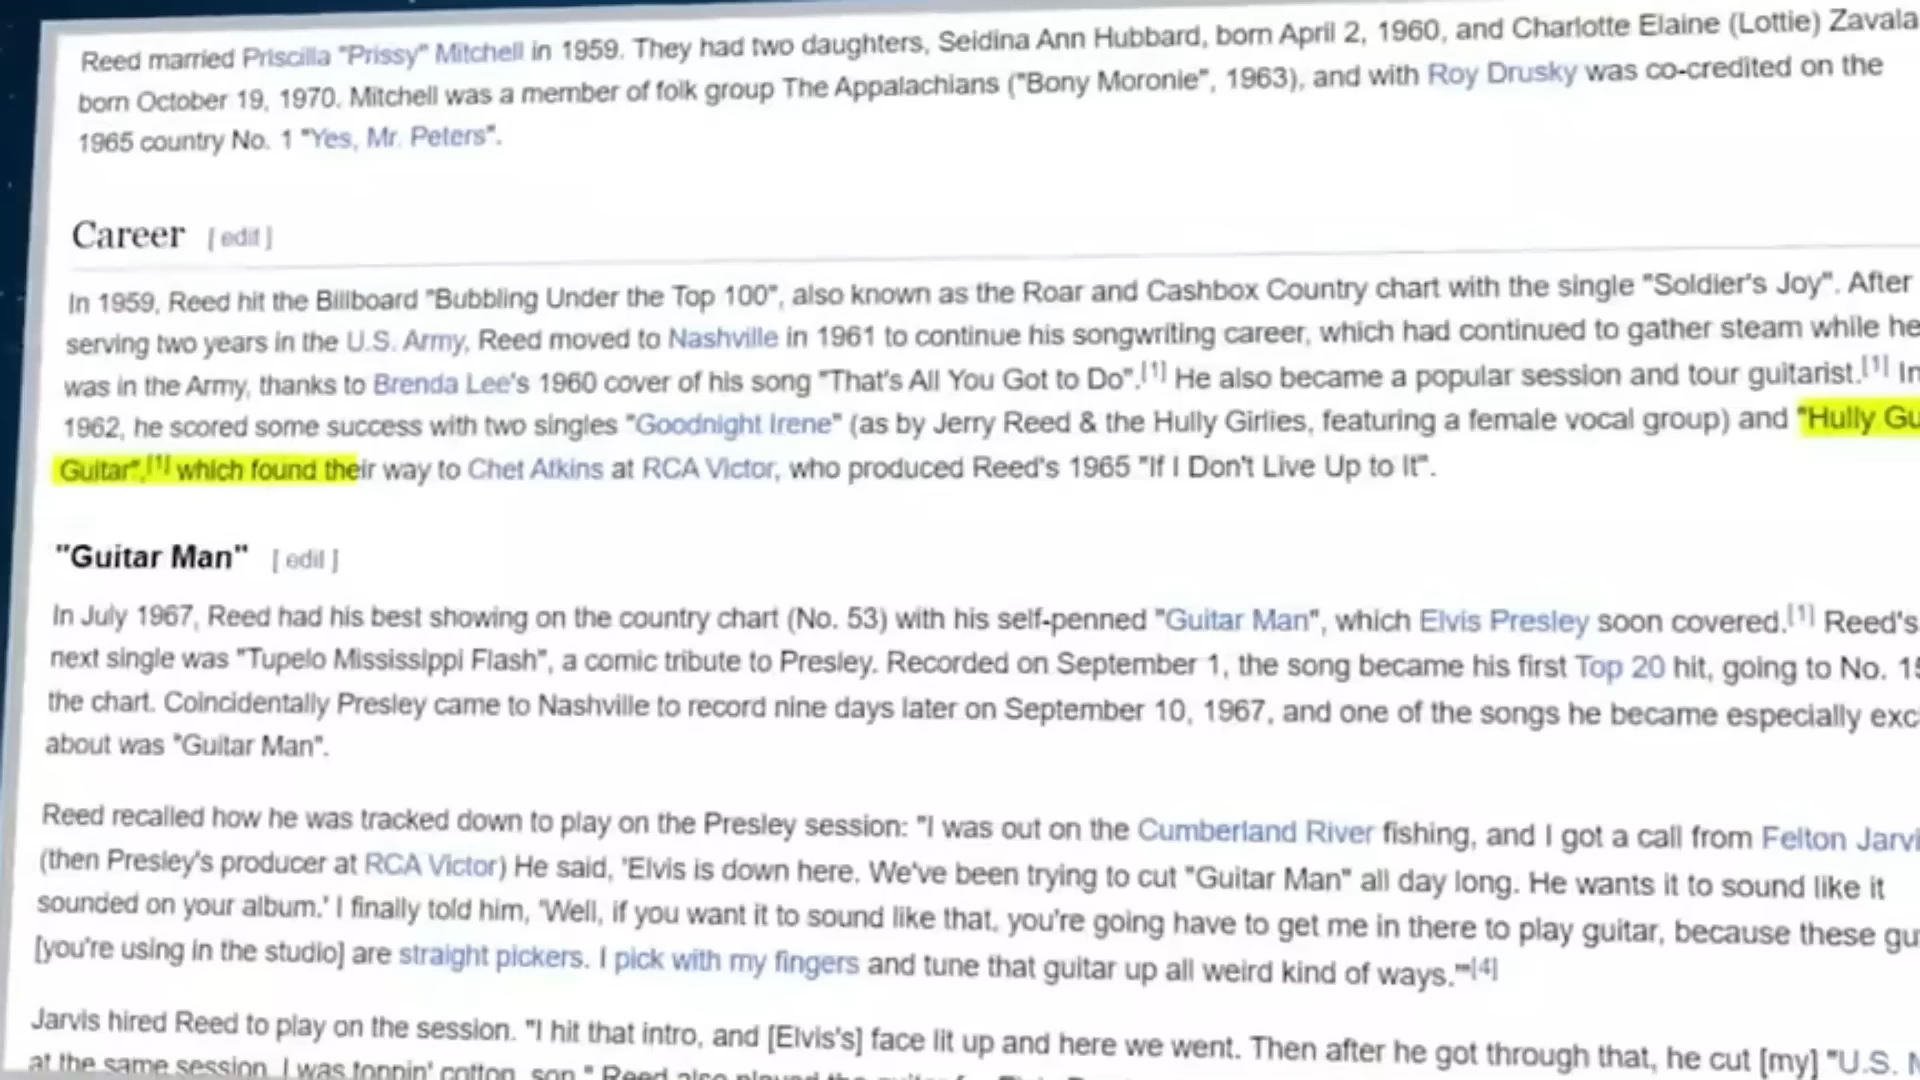 Reed married Priscilla "Prissy" Mitchell in 1959. They had two daughters, Seidina Ann Hubbard, born April 2, 1960, and Charlotte Elaine (Lottie) Zavala
born October 19, 1970. Mitchell was a member of folk group The Appalachians ("Bony Moronie", 1963), and with Roy Drusky was co-credited on the
1965 country No. 1 "Yes, Mr. Peters".
Career [ edit ]
In 1959, Reed hit the Billboard "Bubbling Under the Top 100", also known as the Roar and Cashbox Country chart with the single "Soldier's Joy". After
serving two years in the U.S. Army, Reed moved to Nashville in 1961 to continue his songwriting career, which had continued to gather steam while he
was in the Army, thanks to Brenda Lee's 1960 cover of his song "That's All You Got to Do".[1] He also became a popular session and tour guitarist.[1] In
1962, he scored some success with two singles "Goodnight Irene" (as by Jerry Reed & the Hully Girlies, featuring a female vocal group) and "Hully Gu
Guitar",[1] which found their way to Chet Atkins at RCA Victor, who produced Reed's 1965 "If I Don't Live Up to It".
"Guitar Man" [ edit ]
In July 1967, Reed had his best showing on the country chart (No. 53) with his self-penned "Guitar Man", which Elvis Presley soon covered.[1] Reed's
next single was "Tupelo Mississippi Flash", a comic tribute to Presley. Recorded on September 1, the song became his first Top 20 hit, going to No. 15
the chart. Coincidentally Presley came to Nashville to record nine days later on September 10, 1967, and one of the songs he became especially exc
about was "Guitar Man".
Reed recalled how he was tracked down to play on the Presley session: "I was out on the Cumberland River fishing, and I got a call from Felton Jarvi
(then Presley's producer at RCA Victor) He said, 'Elvis is down here. We've been trying to cut "Guitar Man" all day long. He wants it to sound like it
sounded on your album.' I finally told him, 'Well, if you want it to sound like that, you're going have to get me in there to play guitar, because these gu
[you're using in the studio] are straight pickers. I pick with my fingers and tune that guitar up all weird kind of ways.'"[4]
Jarvis hired Reed to play on the session. "I hit that intro, and [Elvis's] face lit up and here we went. Then after he got through that, he cut [my] "U.S. M
at the same session. I was toppin' cotton, son." Reed also played the guitar